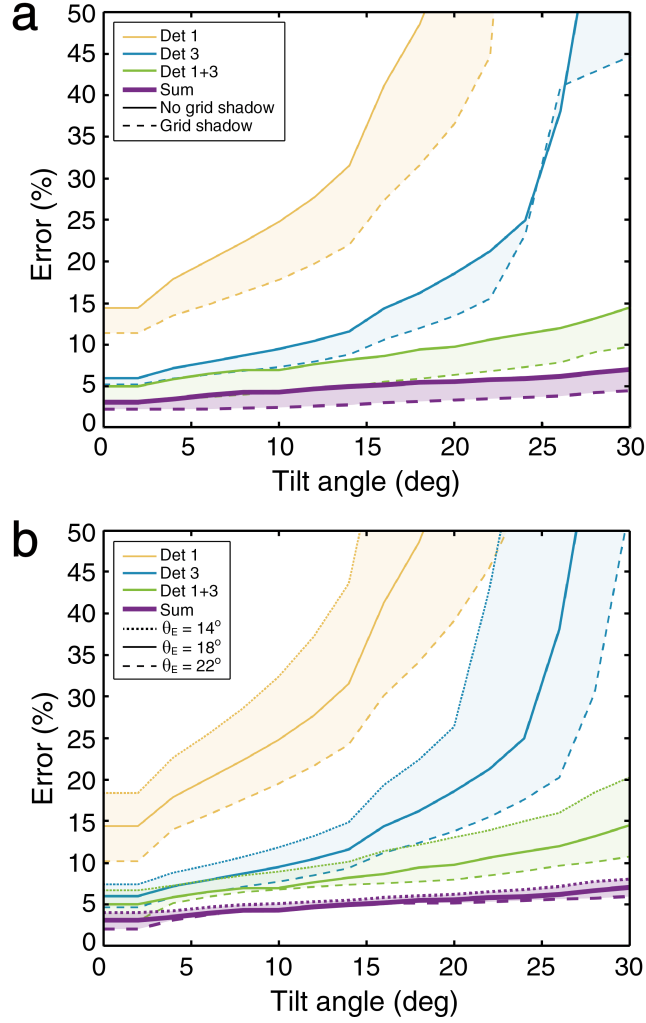 a
50
45
40
35
30
25
20
15
10
5
0
Error (%)
Det 1
Det 3
Det 1+3
Sum
No grid shadow
Grid shadow
0 5 10 15 20 25 30
Tilt angle (deg)
b
50
45
40
35
30
25
20
15
10
5
0
Error (%)
Det 1
Det 3
Det 1+3
Sum
θE = 14°
θE = 18°
θE = 22°
0 5 10 15 20 25 30
Tilt angle (deg)